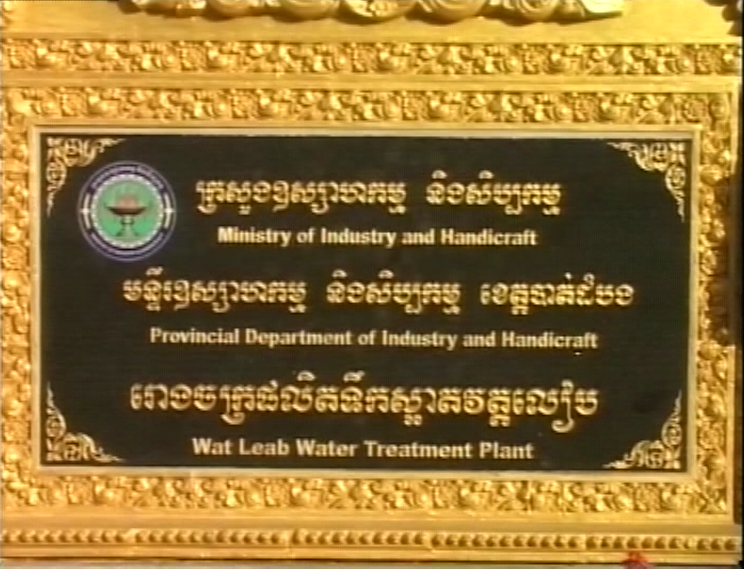 ក្រសួងឧស្សាហកម្ម និងសិប្បកម្ម
Ministry of Industry and Handicraft
មន្ទីរឧស្សាហកម្ម និងសិប្បកម្ម ខេត្តបាត់ដំបង
Provincial Department of Industry and Handicraft
រោងចក្រផលិតទឹកស្អាតវត្តលៀប
Wat Leab Water Treatment Plant